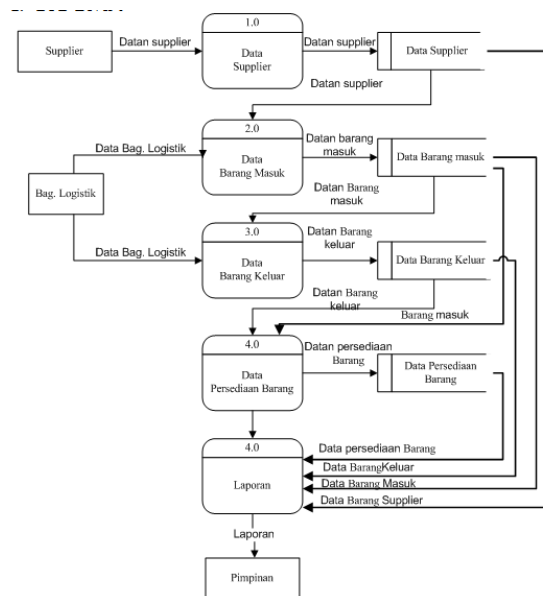 1.0
Supplier
Datan supplier
Data
Supplier
Datan supplier
Data Supplier
Datan supplier
2.0
Data Bag. Logistik
Data
Barang Masuk
Datan barang
masuk
Data Barang masuk
Bag. Logistik
Datan Barang
masuk
3.0
Data Bag. Logistik
Data
Barang Keluar
Datan Barang
keluar
Data Barang Keluar
Datan Barang
keluar
Barang masuk
4.0
Data
Persediaan Barang
Datan persediaan
Barang
Data Persediaan
Barang
4.0
Laporan
Data persediaan Barang
Data BarangKeluar
Data Barang Masuk
Data Barang Supplier
Laporan
Pimpinan